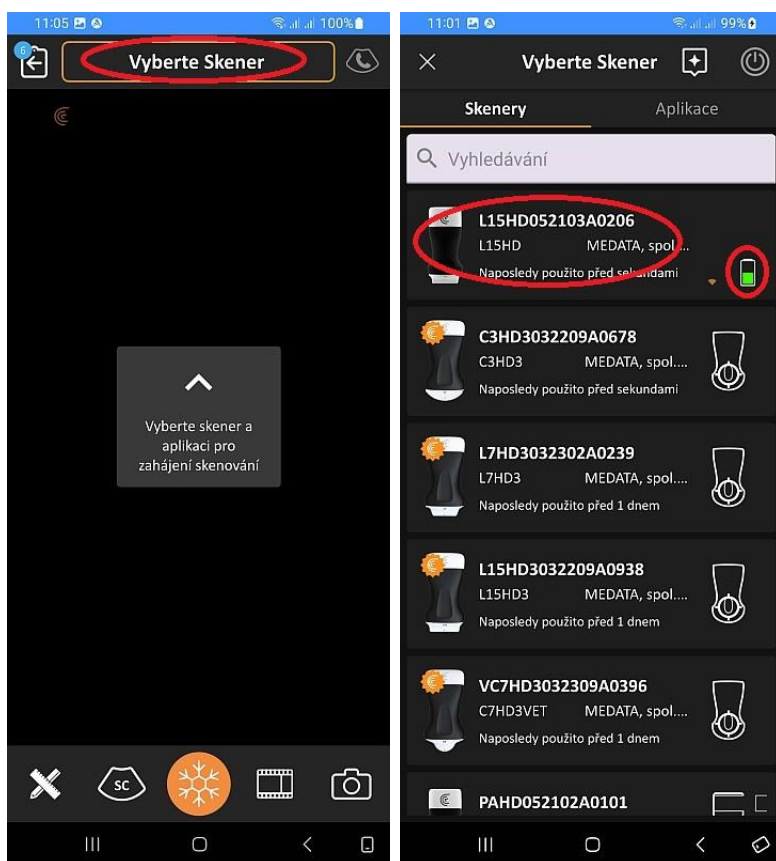 11:05
100%
6
Vyberte Skener
Vyberte skener a
aplikaci pro
zahájení skenování
SC
11:01
99%
Vyberte Skener
Skenery
Aplikace
Vyhledávání
L15HD052103A0206
L15HD MEDATA, spol....
Naposledy použito před sekundami
C3HD3032209A0678
C3HD3 MEDATA, spol....
Naposledy použito před sekundami
L7HD3032302A0239
L7HD3 MEDATA, spol....
Naposledy použito před 1 dnem
L15HD3032209A0938
L15HD3 MEDATA, spol....
Naposledy použito před 1 dnem
VC7HD3032309A0396
C7HD3VET MEDATA, spol....
Naposledy použito před 1 dnem
PAHD052102A0101